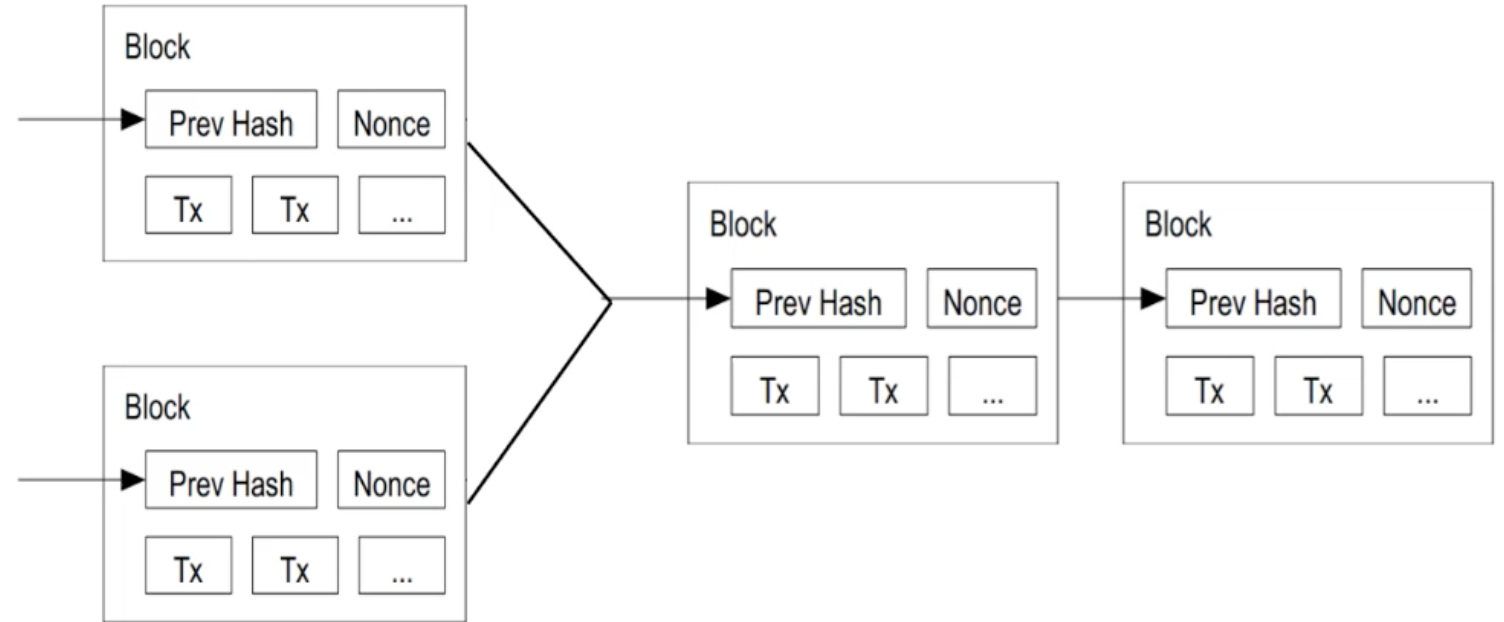 Block
Prev Hash Nonce
Tx Tx ...
Block
Prev Hash Nonce
Tx Tx ...
Block
Prev Hash Nonce
Tx Tx ...
Block
Prev Hash Nonce
Tx Tx ...